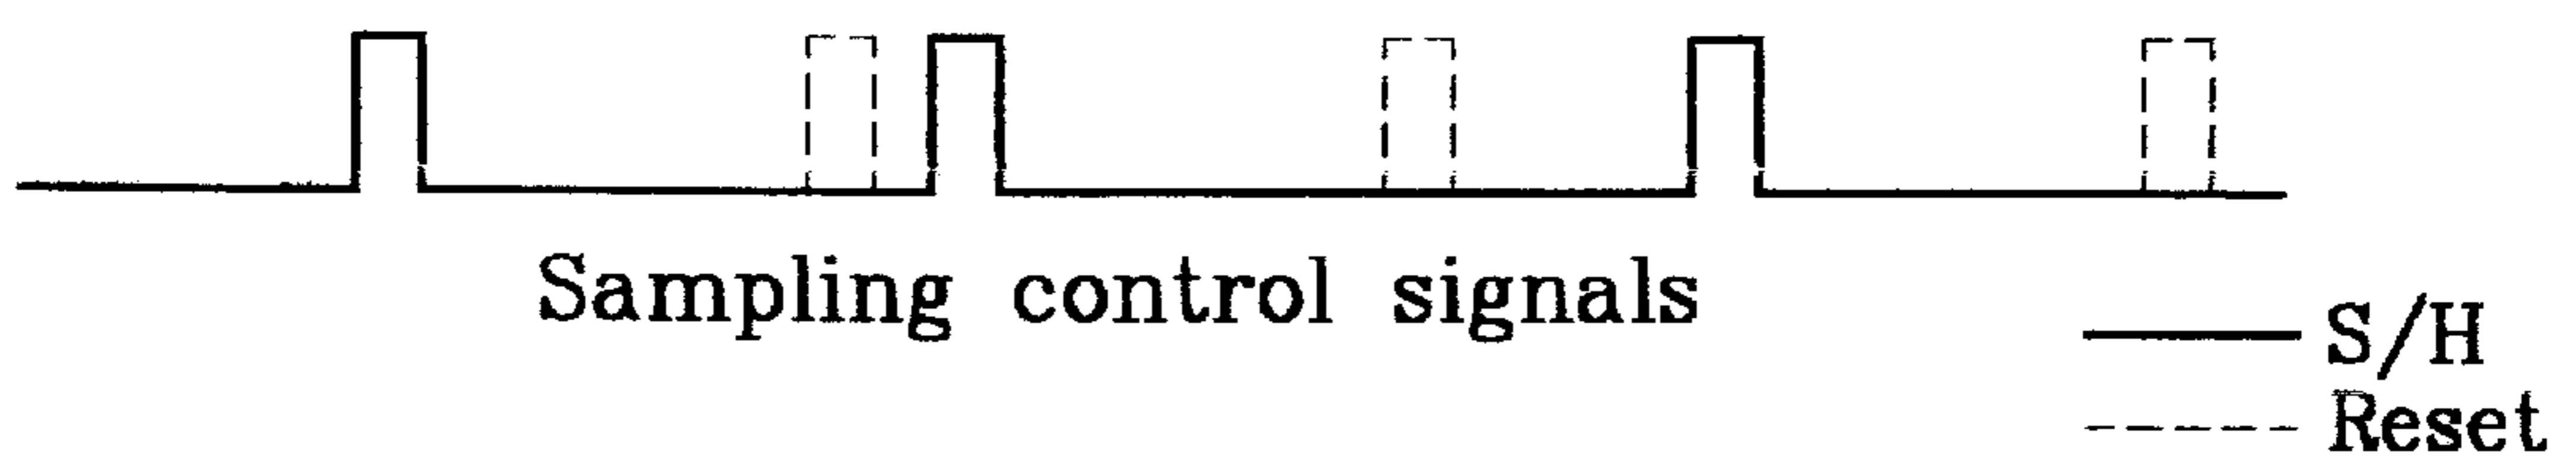 Sampling control signals
S/H
Reset